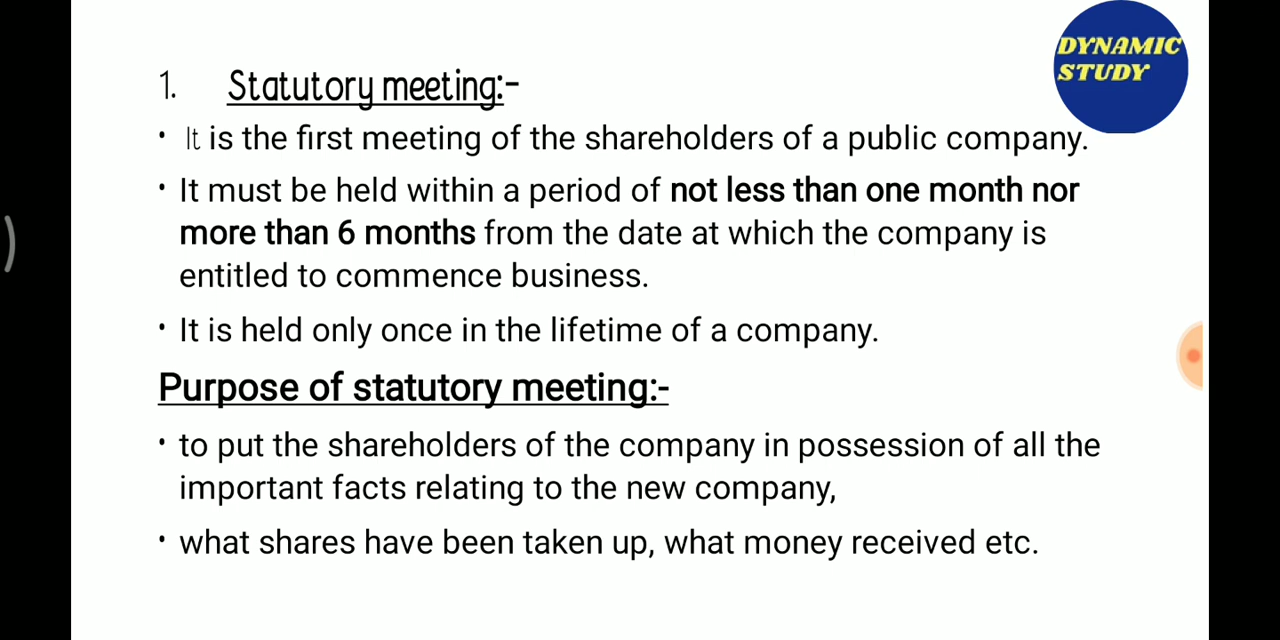 DYNAMIC
STUDY
1. Statutory meeting:-
• It is the first meeting of the shareholders of a public company.
• It must be held within a period of not less than one month nor
more than 6 months from the date at which the company is
entitled to commence business.
• It is held only once in the lifetime of a company.
Purpose of statutory meeting:-
• to put the shareholders of the company in possession of all the
important facts relating to the new company,
• what shares have been taken up, what money received etc.